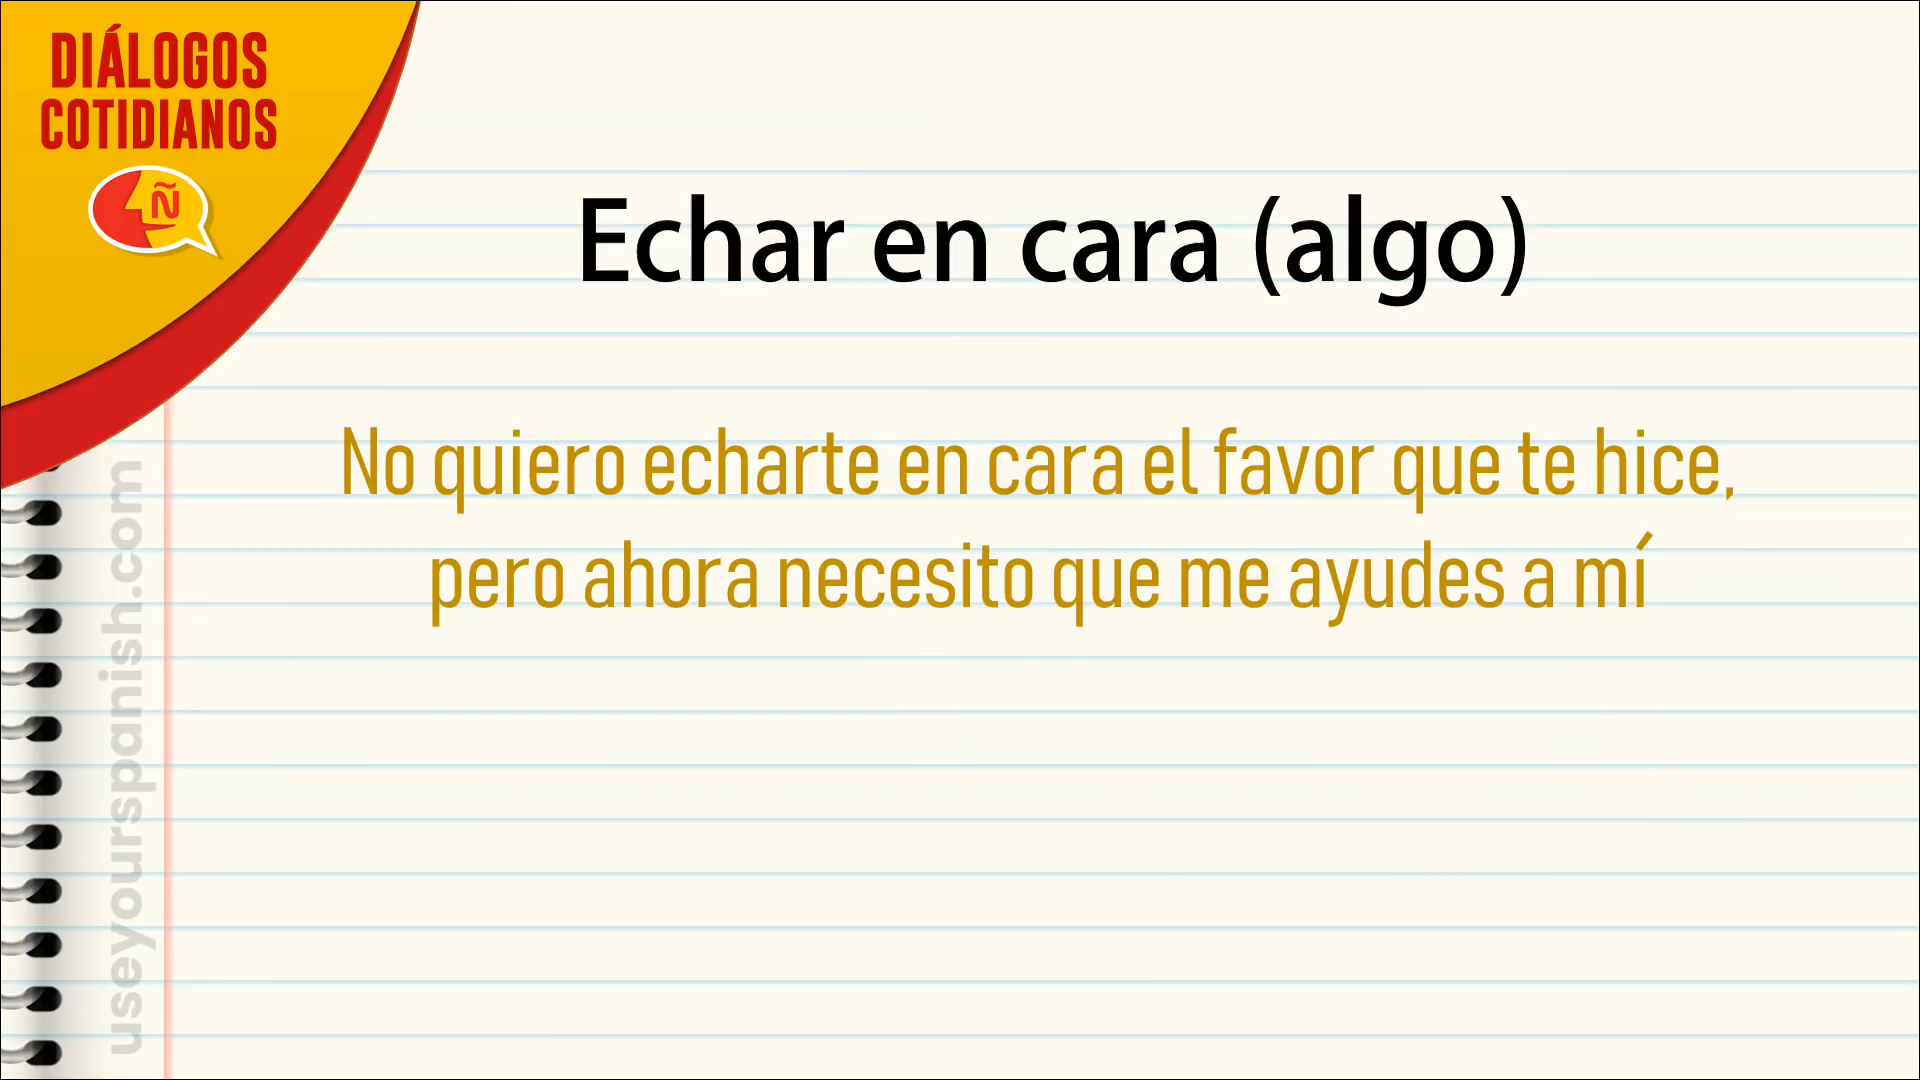 DIÁLOGOS
COTIDIANOS
Ñ
Echar en cara (algo)
No quiero echarte en cara el favor que te hice,
pero ahora necesito que me ayudes a mí
useyourspanish.com